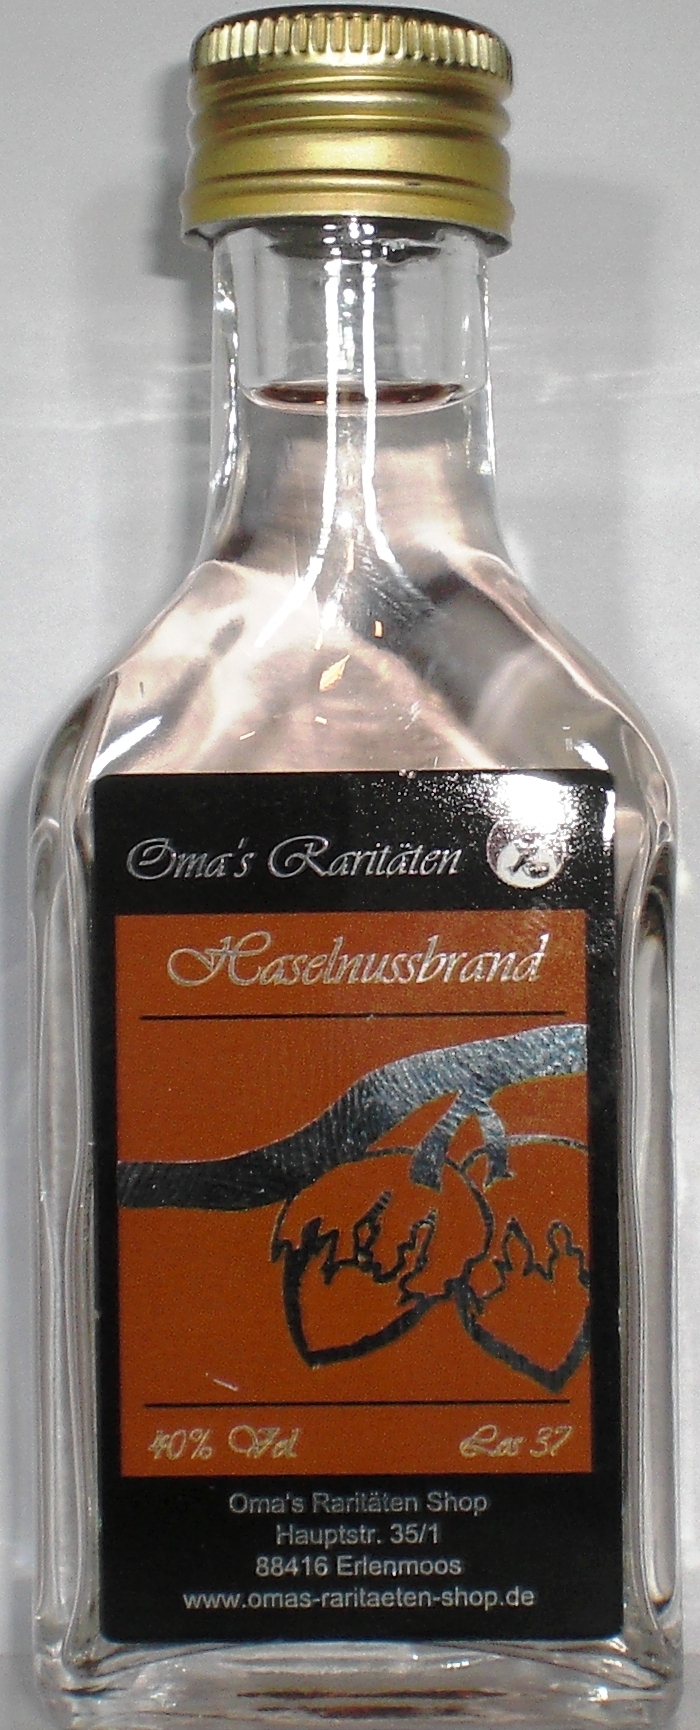 Oma's Raritäten
Haselnussbrand
40% Vol Los 37
Oma's Raritäten Shop
Hauptstr. 35/1
88416 Erlenmoos
www.omas-raritaeten-shop.de